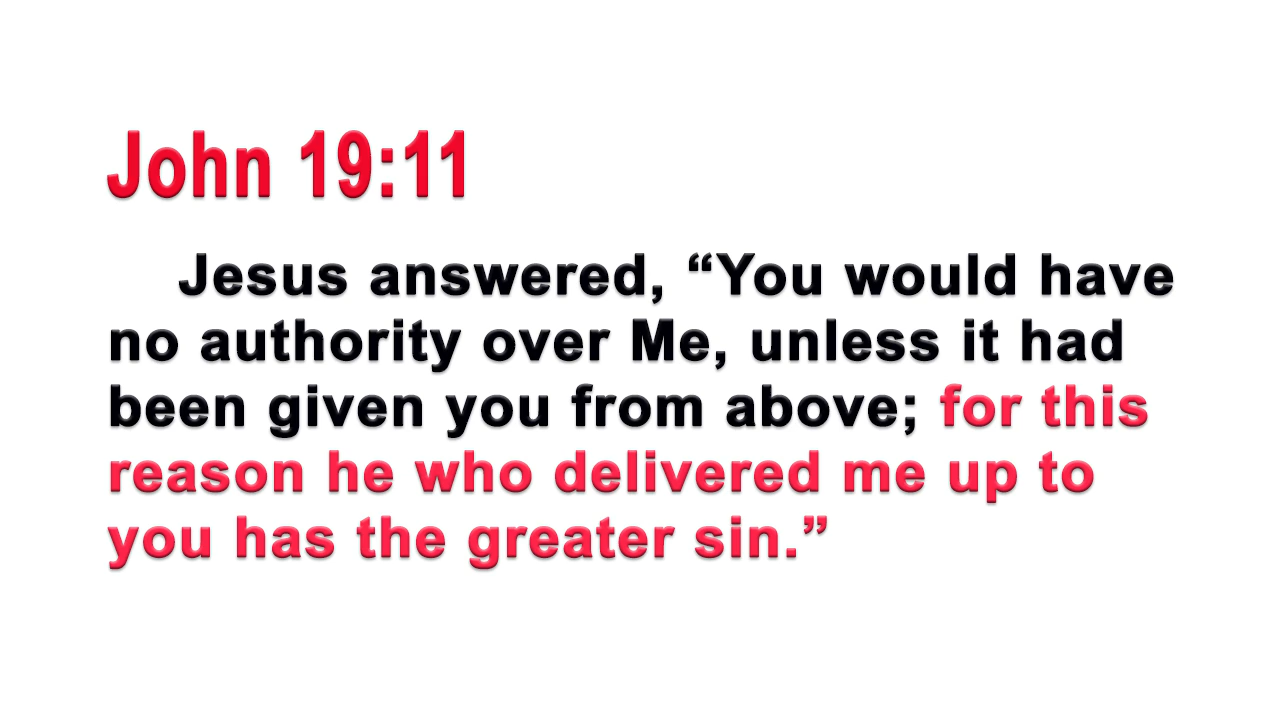 John 19:11
Jesus answered, “You would have
no authority over Me, unless it had
been given you from above; for this
reason he who delivered me up to
you has the greater sin.”